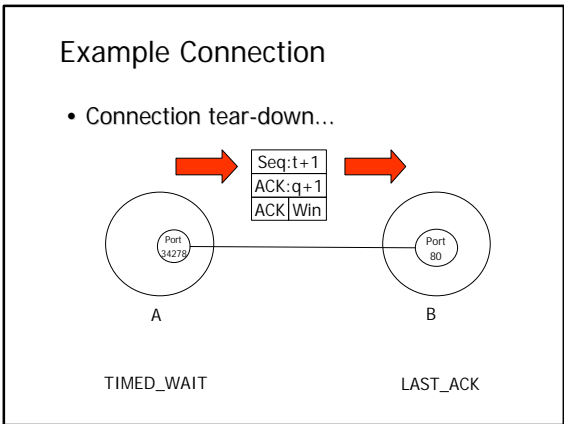 Example Connection
• Connection tear-down...
Seq:t+1
ACK:q+1
ACK Win
Port
34278
Port
80
A
B
TIMED_WAIT
LAST_ACK